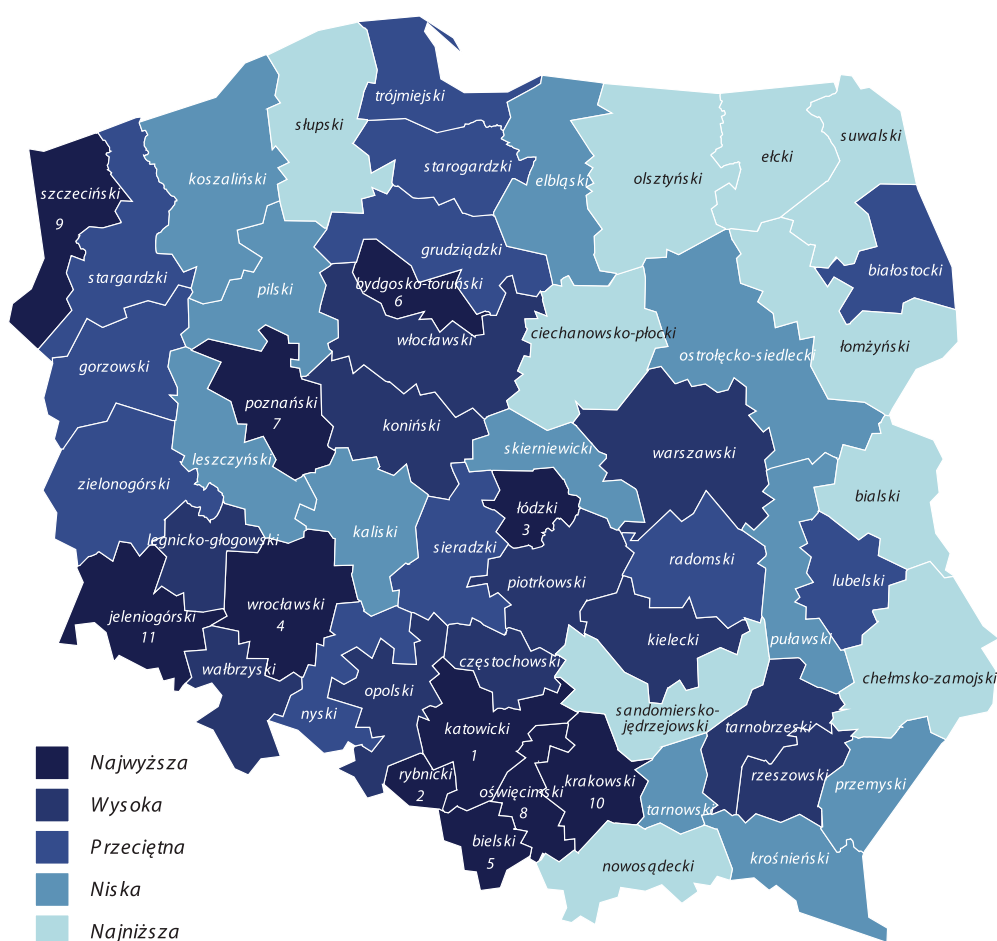 trójmiejski
słupski
suwalski
ełcki
starogardzki
olsztyński
elbląski
koszaliński
szczeciński
9
grudziądzki
białostocki
stargardzki
pilski
bydgosko-toruński
6
ciechanowsko-płocki
włocławski
łomżyński
ostrołęcko-siedlecki
gorzowski
poznański
7
koniński
skierniewicki
warszawski
leszczyński
zielonogórski
bialski
łódzki
3
kaliski
legnicko-głogowski
sieradzki
radomski
piotrkowski
lubelski
wrocławski
4
jeleniogórski
11
kielecki
puławski
częstochowski
wałbrzyski
chełmsko-zamojski
opolski
sandomiersko-
jędrzejowski
nyski
katowicki
1
tarnobrzeski
rybnicki
2
krakowski
10
rzeszowski
przemyski
oświęcimski
8
tarnowski
bielski
5
krośnieński
nowosądecki
Najwyższa
Wysoka
Przeciętna
Niska
Najniższa